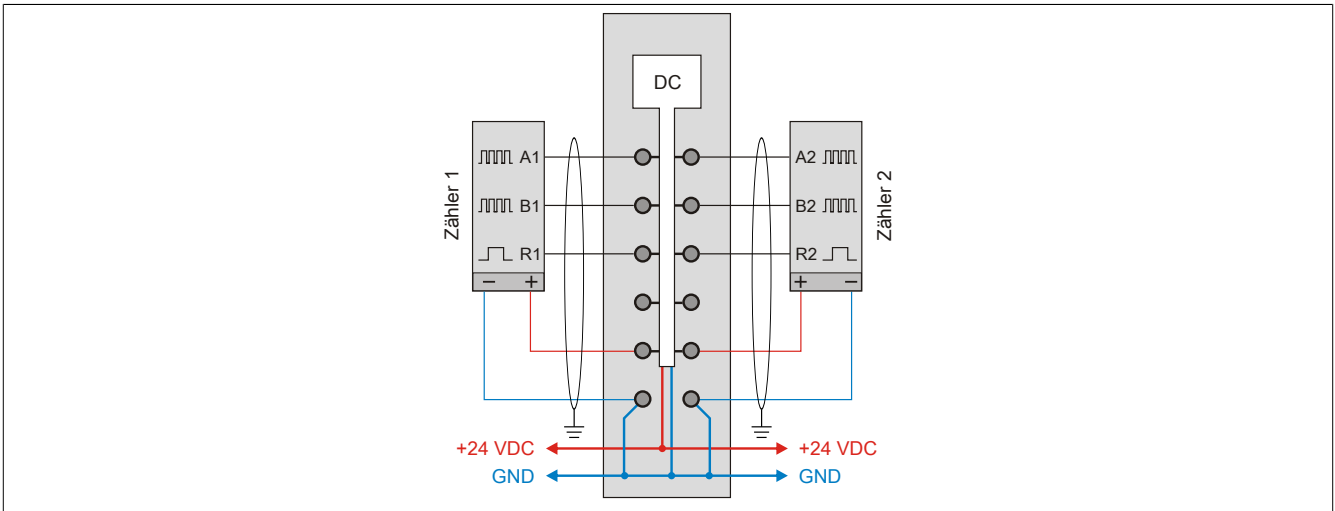 DC
A1
A2
B1
B2
R1
R2
Zähler 1
Zähler 2
− +
+ −
+24 VDC
+24 VDC
GND
GND